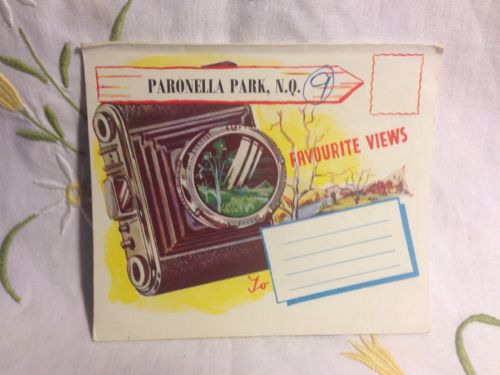 PARONELLA PARK, N.Q. 9
FAVOURITE VIEWS
To